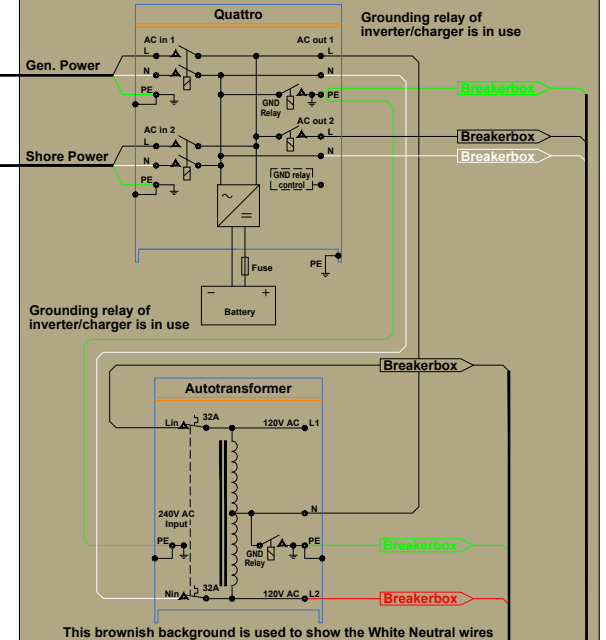 Quattro
Grounding relay of
inverter/charger is in use
AC in 1
AC out 1
L
L
Gen. Power
N
N
PE
GND
Relay
PE
Breakerbox
AC in 2
AC out 2
L
L
Breakerbox
Shore Power
N
N
Breakerbox
PE
GND relay
control
~
=
PE
Fuse
− +
Battery
Grounding relay of
inverter/charger is in use
Breakerbox
Autotransformer
Lin
32A
120V AC
L1
240V AC
Input
N
PE
GND
Relay
PE
Breakerbox
Nin
32A
120V AC
L2
Breakerbox
This brownish background is used to show the White Neutral wires